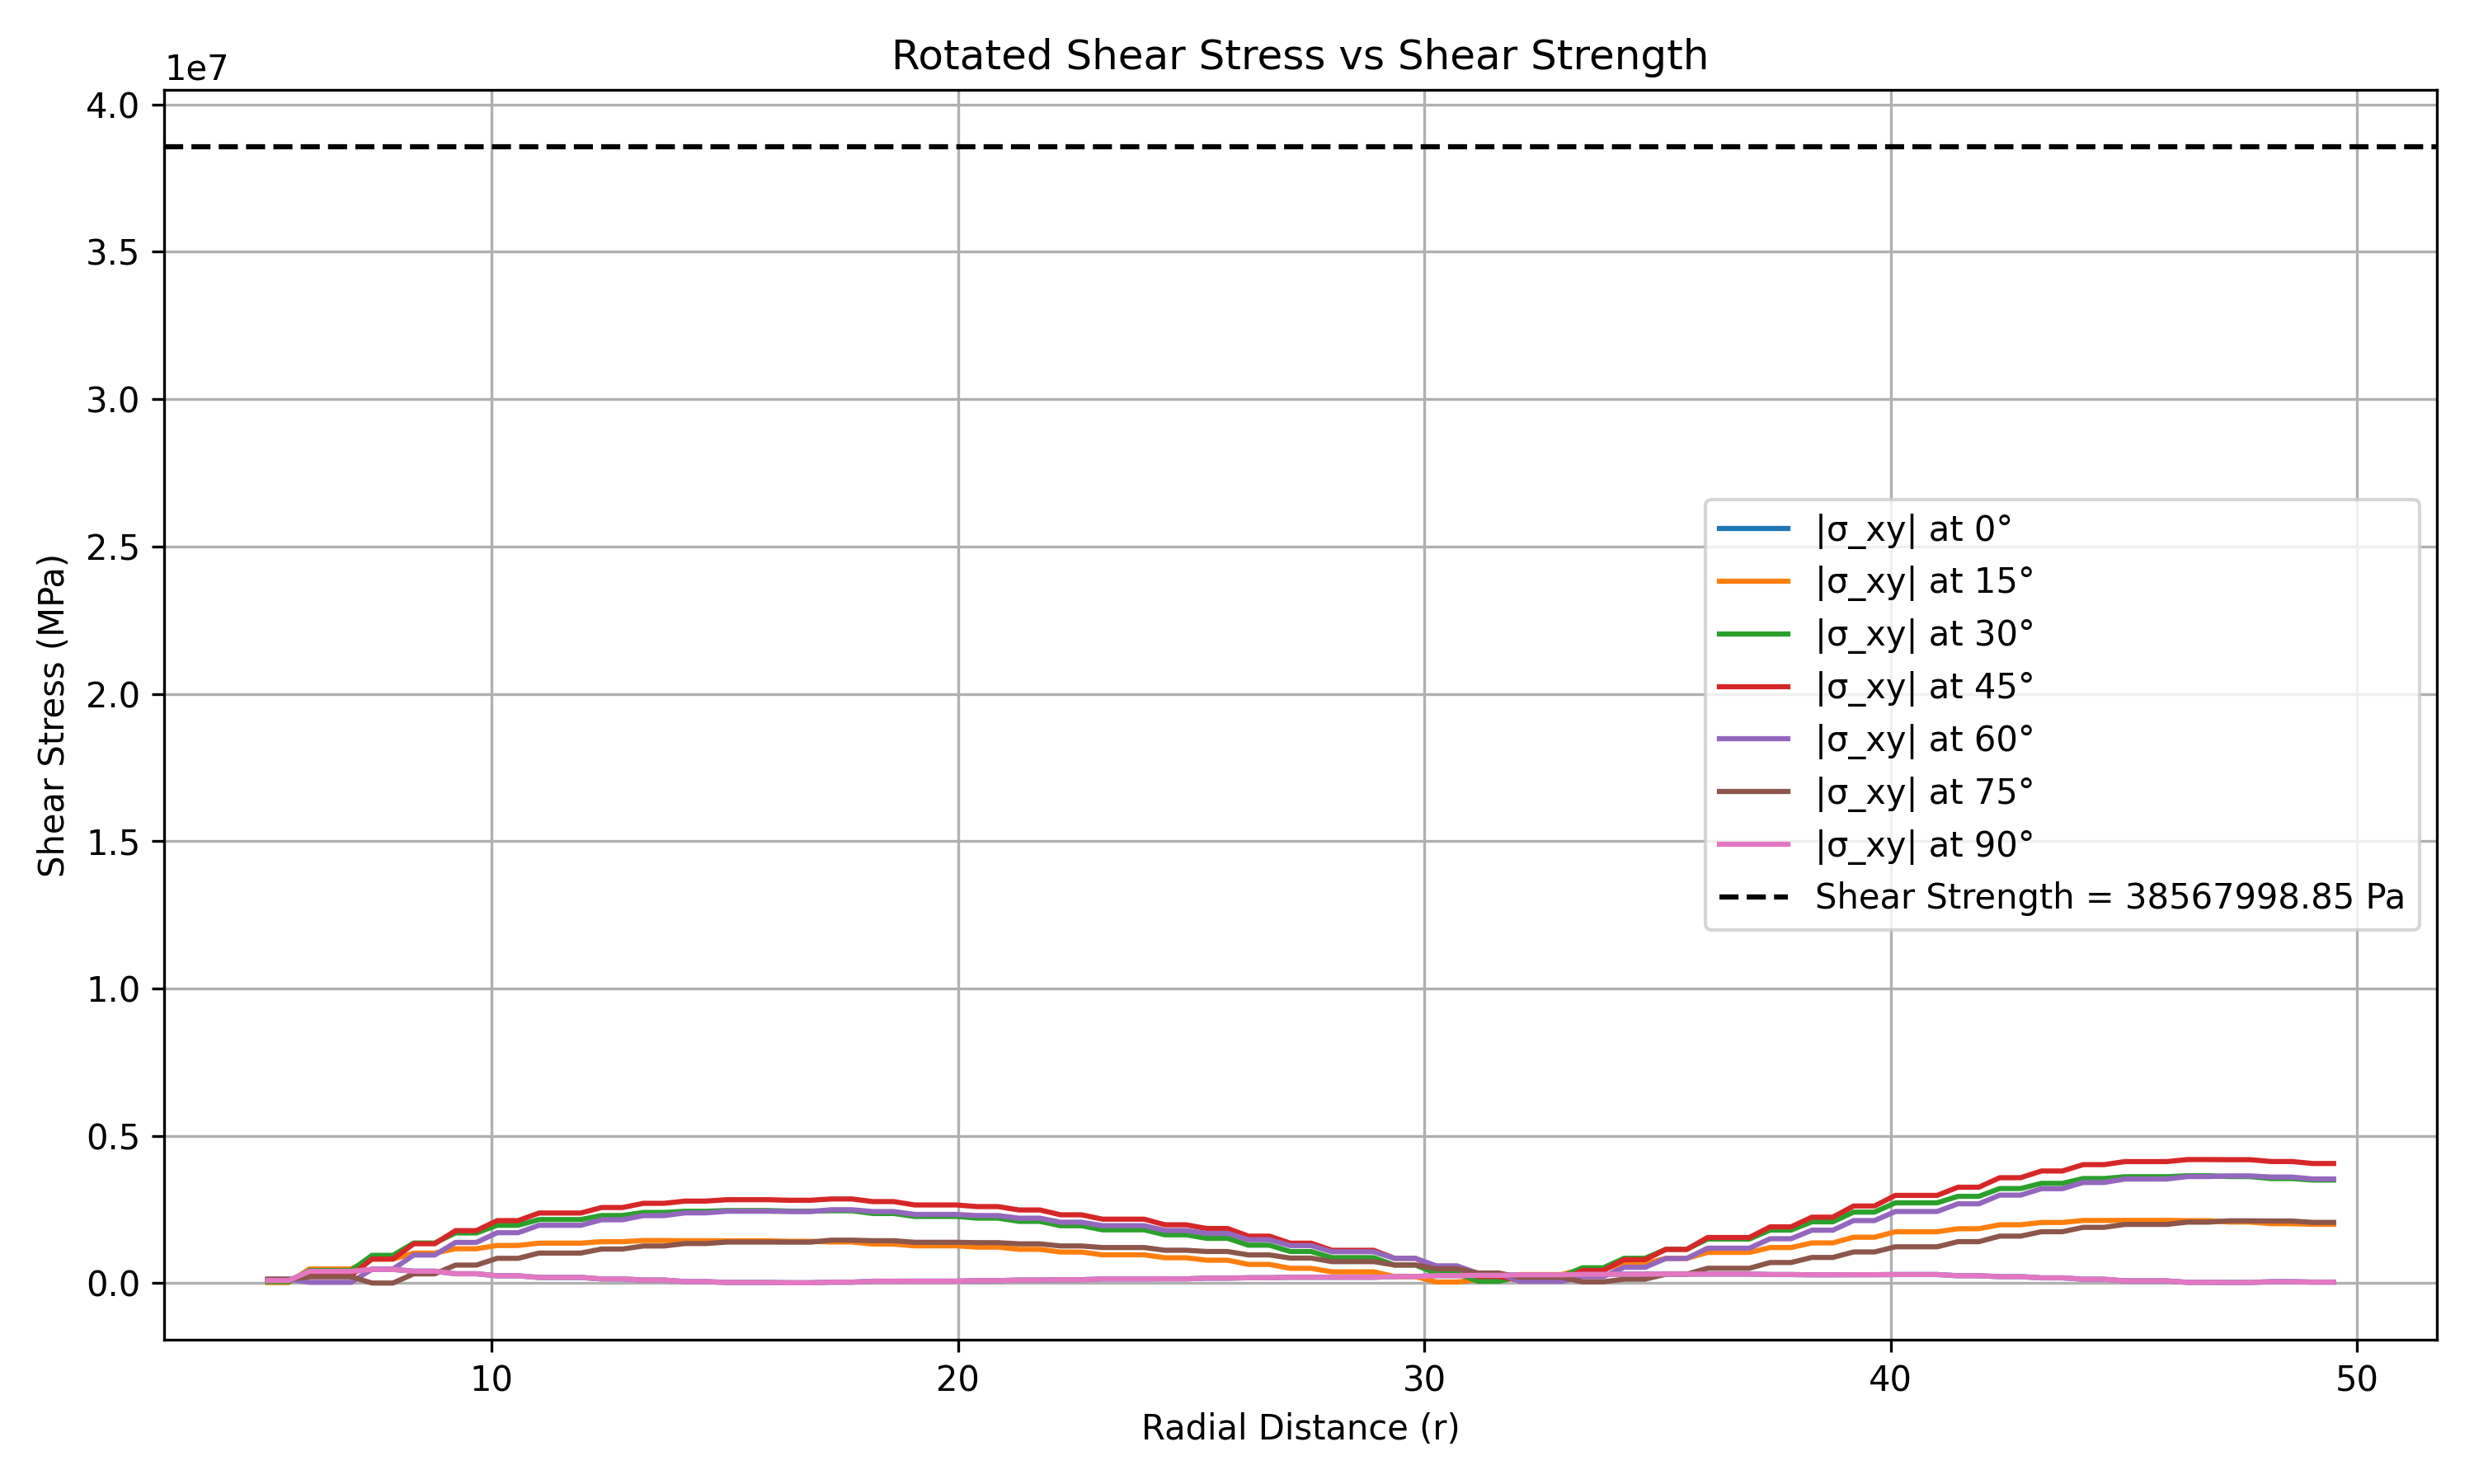 Rotated Shear Stress vs Shear Strength
1e7
4.0
3.5
3.0
2.5
2.0
1.5
1.0
0.5
0.0
Shear Stress (MPa)
|σ_xy| at 0°
|σ_xy| at 15°
|σ_xy| at 30°
|σ_xy| at 45°
|σ_xy| at 60°
|σ_xy| at 75°
|σ_xy| at 90°
Shear Strength = 38567998.85 Pa
10 20 30 40 50
Radial Distance (r)